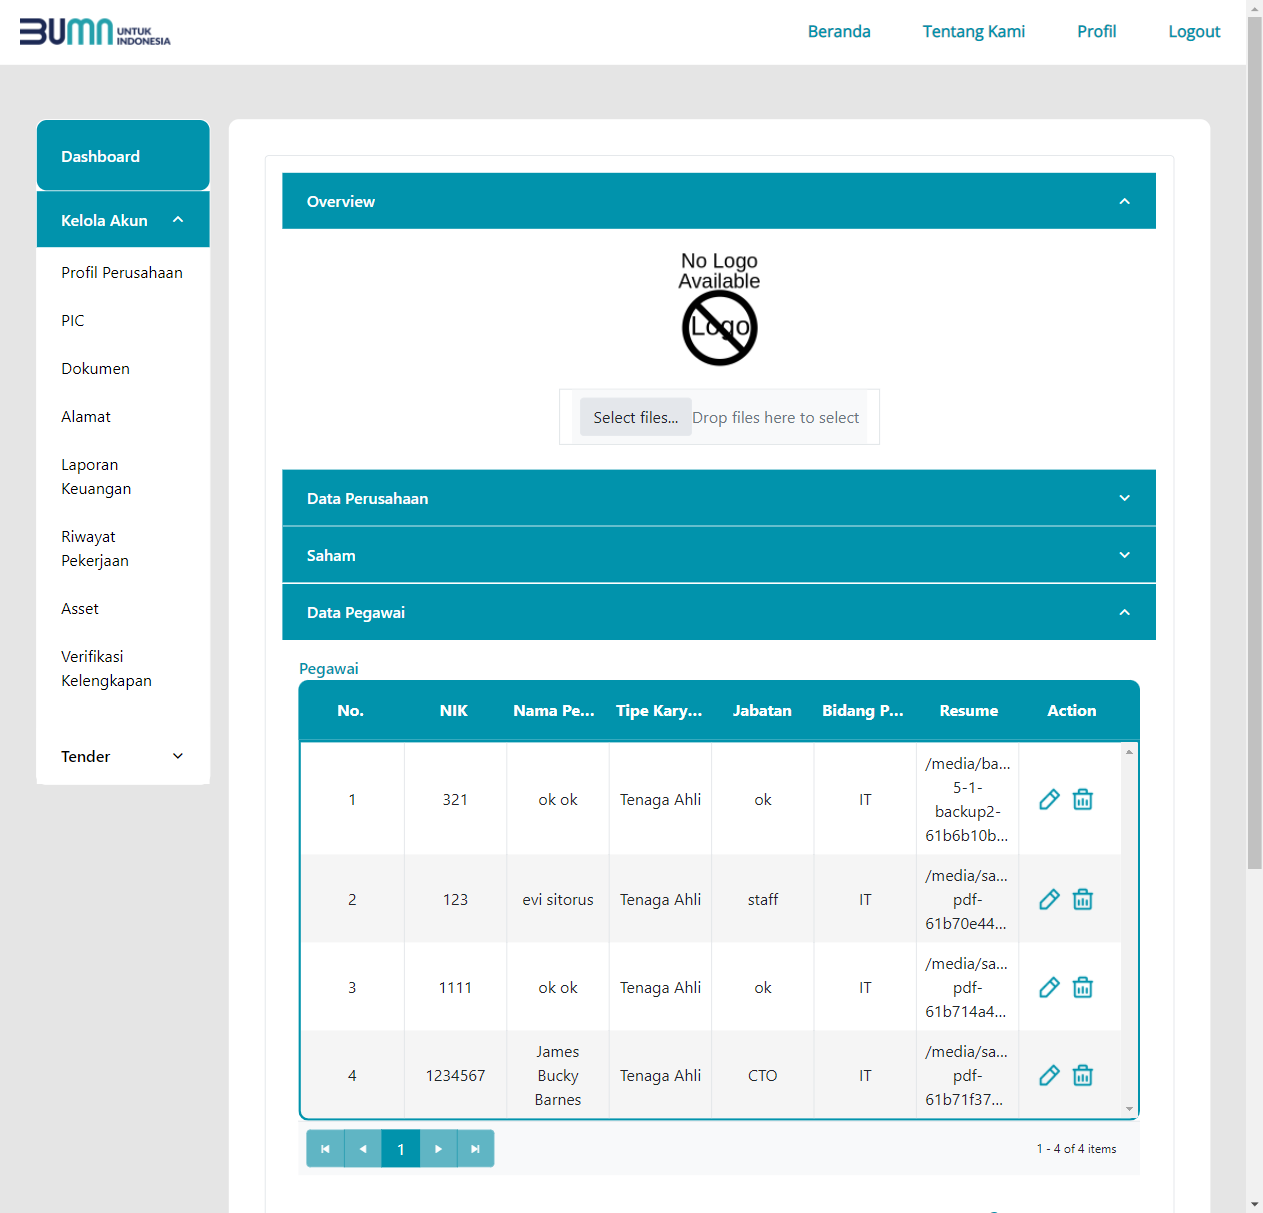 BUMN UNTUK INDONESIA
Beranda
Tentang Kami
Profil
Logout
Dashboard
Kelola Akun
Profil Perusahaan
PIC
Dokumen
Alamat
Laporan
Keuangan
Riwayat
Pekerjaan
Asset
Verifikasi
Kelengkapan
Tender
Overview
No Logo
Available
Logo
Select files... Drop files here to select
Data Perusahaan
Saham
Data Pegawai
Pegawai
No. NIK Nama Pe... Tipe Kary... Jabatan Bidang P... Resume Action
1 321 ok ok Tenaga Ahli ok IT /media/ba...
5-1-
backup2-
61b6b10b...
2 123 evi sitorus Tenaga Ahli staff IT /media/sa...
pdf-
61b70e44...
3 1111 ok ok Tenaga Ahli ok IT /media/sa...
pdf-
61b714a4...
4 1234567 James
Bucky
Barnes Tenaga Ahli CTO IT /media/sa...
pdf-
61b71f37...
1
1 - 4 of 4 items